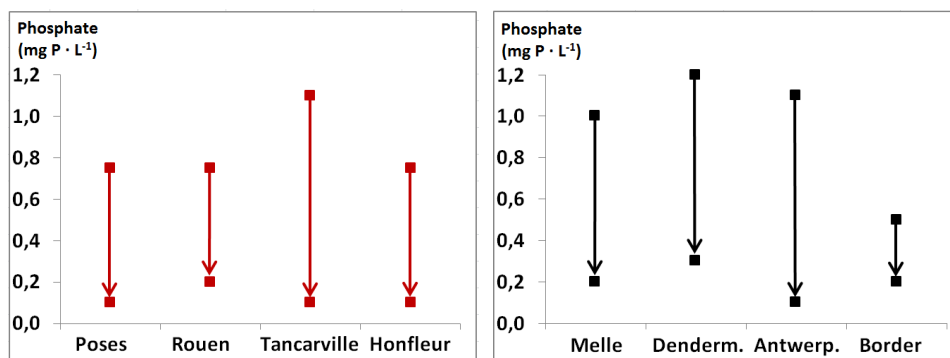 Phosphate
(mg P · L⁻¹)
1,2
1,0
0,8
0,6
0,4
0,2
0,0
Poses Rouen Tancarville Honfleur
Phosphate
(mg P · L⁻¹)
1,2
1,0
0,8
0,6
0,4
0,2
0,0
Melle Denderm. Antwerp. Border